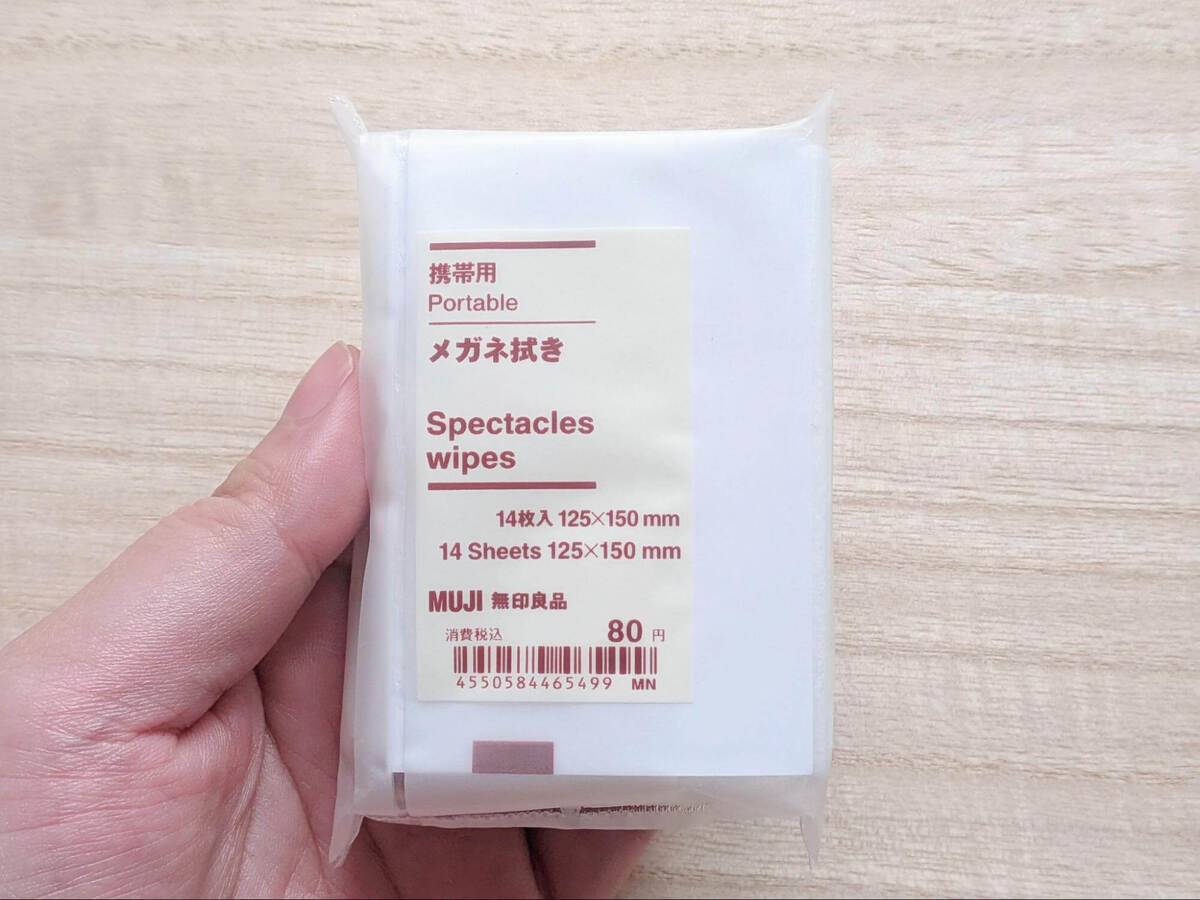 携帯用
Portable
メガネ拭き
Spectacles
wipes
14枚入 125×150 mm
14 Sheets 125×150 mm
MUJI 無印良品
消費税込 80 円
4550584465499 MN